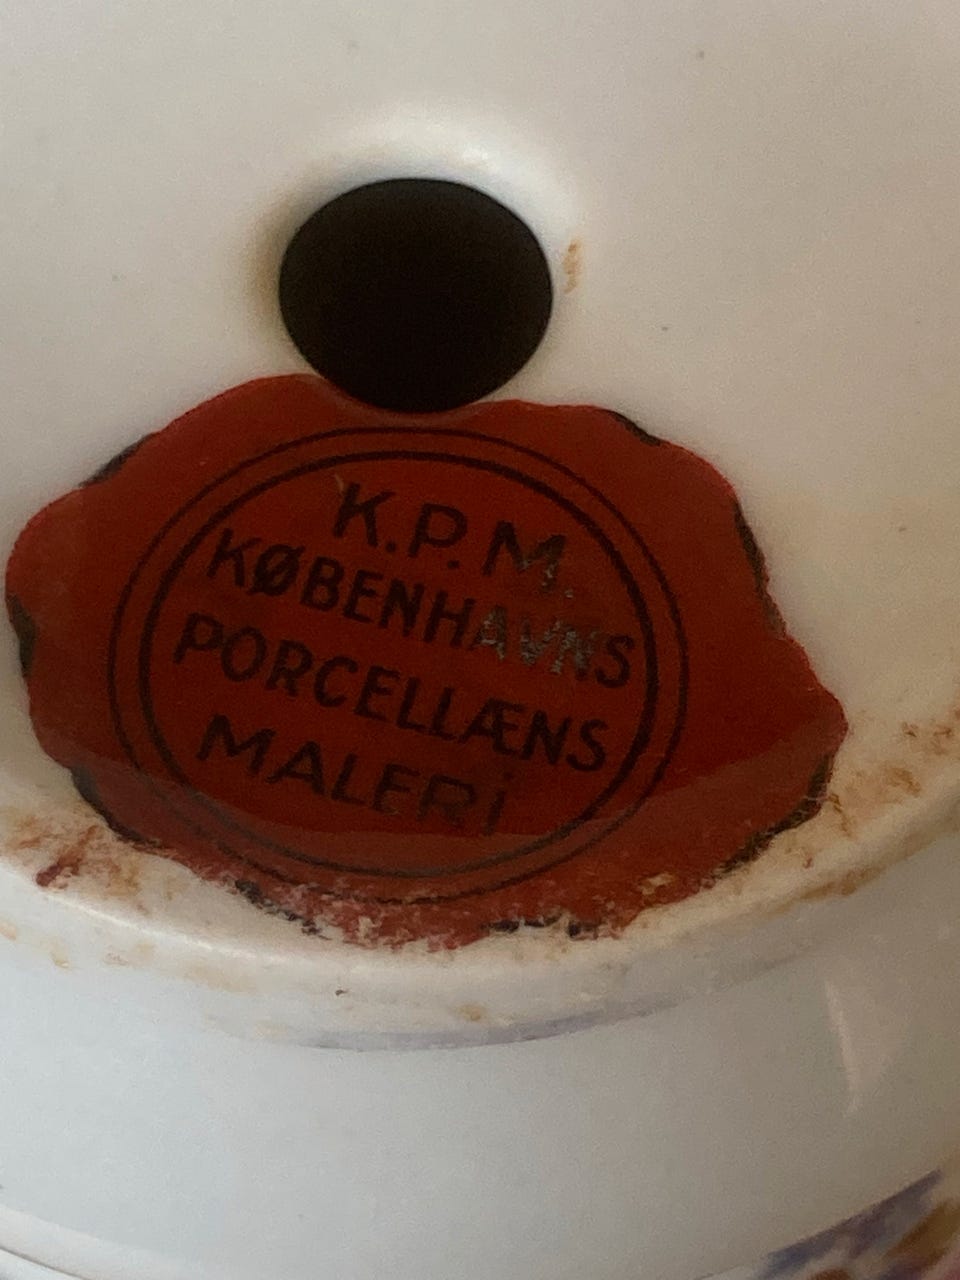 K.P.M.
KØBENHAVNS
PORCELLÆNS
MALERi